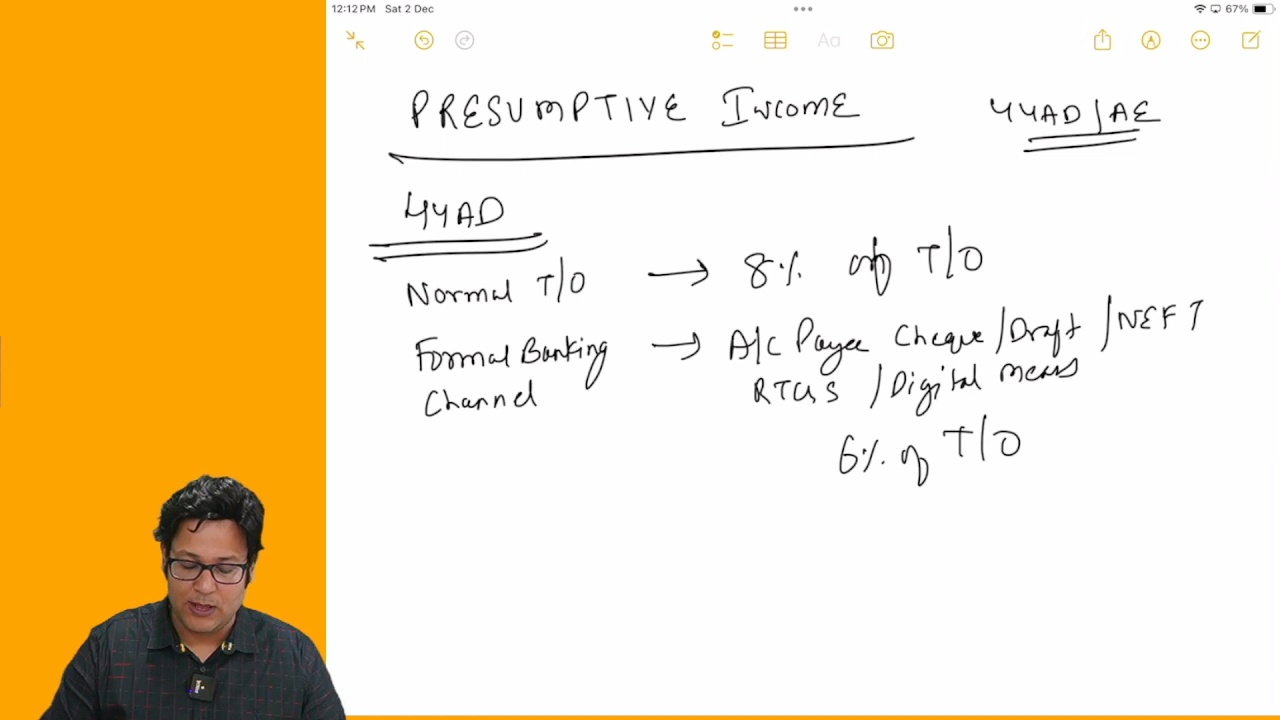 12:12 PM Sat 2 Dec
67%
Aa
PRESUMPTIVE Income 44AD/AE
44AD
Normal T/O → 8% of T/O
Formal Banking Channel → A/C Payee Cheque/Draft/NEFT
RTGS/Digital means
6% of T/O